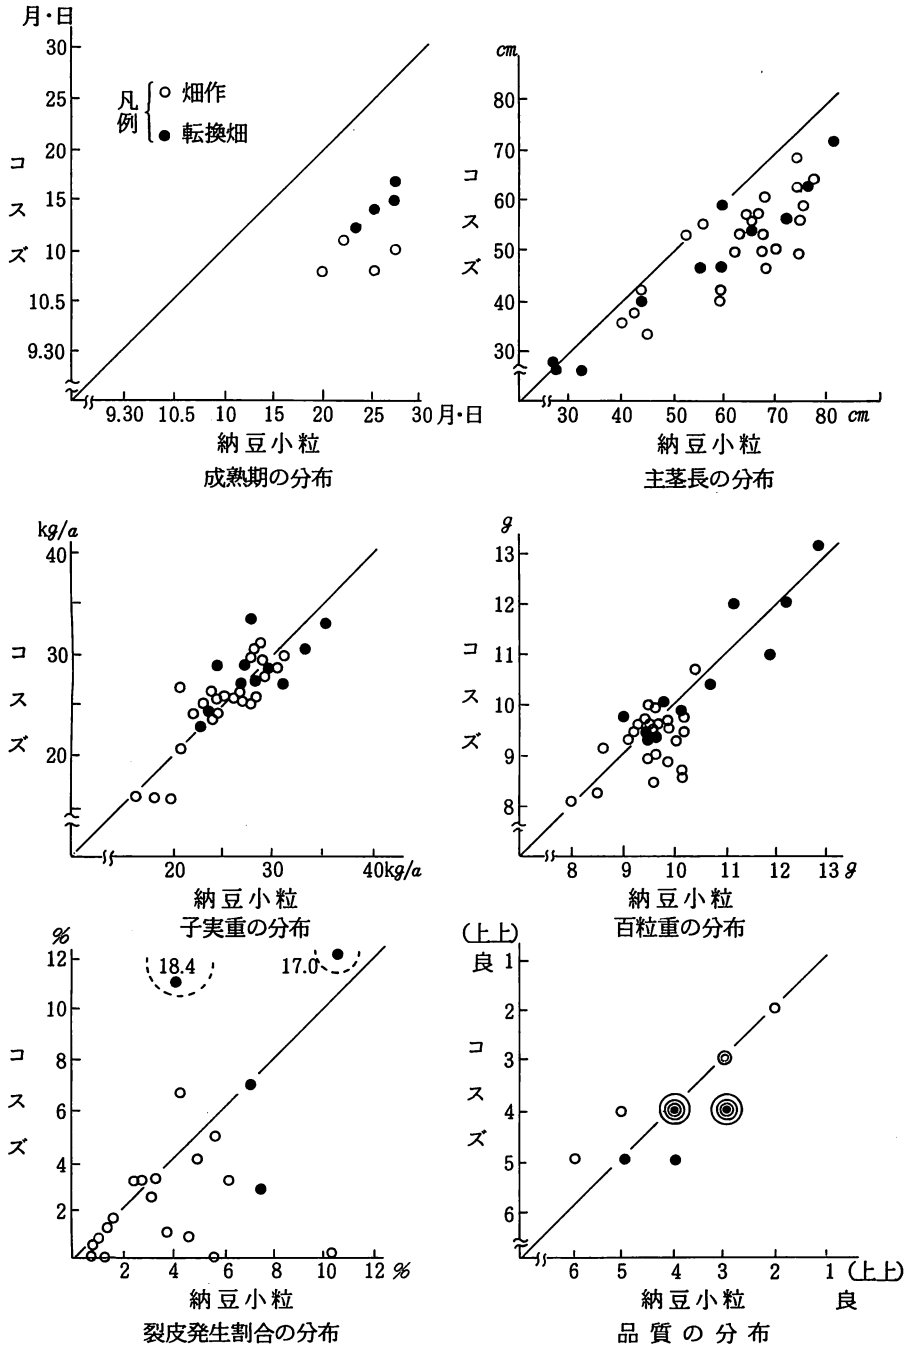 月・日
30
25
20
15
10
10.5
9.30
コスズ
凡例
○ 畑作
● 転換畑
9.30 10.5 10 15 20 25 30 月・日
納豆小粒
成熟期の分布
cm
80
70
60
50
40
30
コスズ
30 40 50 60 70 80 cm
納豆小粒
主茎長の分布
kg/a
40
30
20
コスズ
20 30 40kg/a
納豆小粒
子実重の分布
g
13
12
11
10
9
8
コスズ
8 9 10 11 12 13 g
納豆小粒
百粒重の分布
%
12
10
8
6
4
2
コスズ
18.4
17.0
2 4 6 8 10 12 %
納豆小粒
裂皮発生割合の分布
(上上)
良 1
2
3
4
5
6
コスズ
6 5 4 3 2 1 (上上)
納豆小粒 良
品質の分布